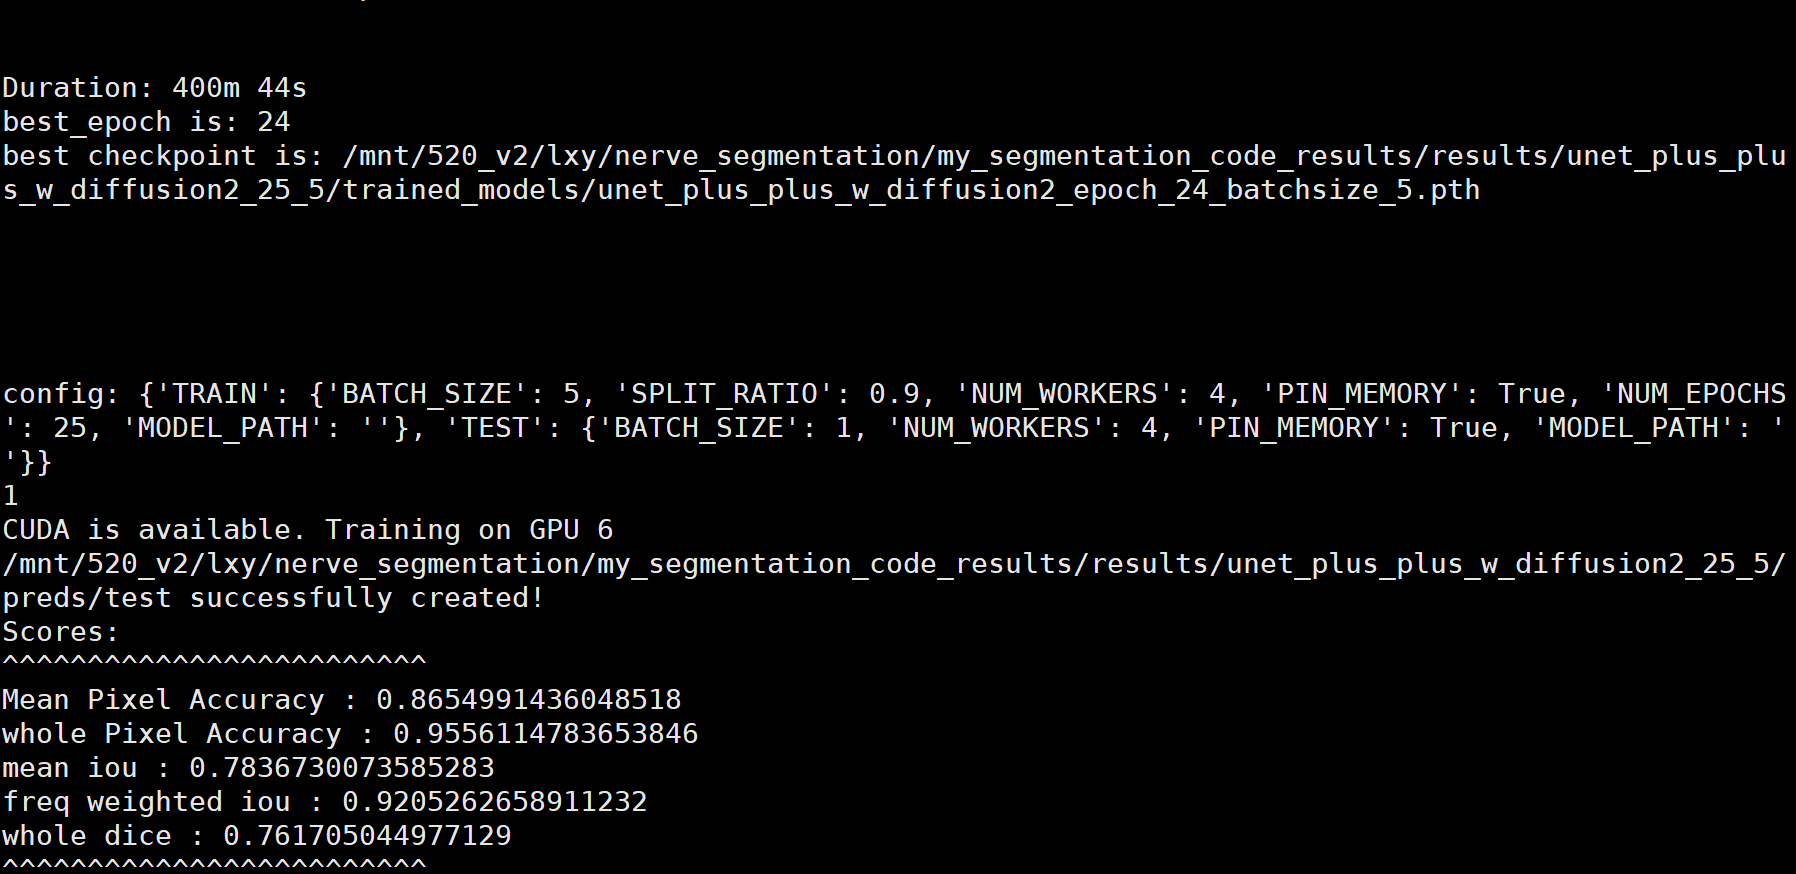 Duration: 400m 44s
best_epoch is: 24
best checkpoint is: /mnt/520_v2/lxy/nerve_segmentation/my_segmentation_code_results/results/unet_plus_plu
s_w_diffusion2_25_5/trained_models/unet_plus_plus_w_diffusion2_epoch_24_batchsize_5.pth
config: {'TRAIN': {'BATCH_SIZE': 5, 'SPLIT_RATIO': 0.9, 'NUM_WORKERS': 4, 'PIN_MEMORY': True, 'NUM_EPOCHS
': 25, 'MODEL_PATH': ''}, 'TEST': {'BATCH_SIZE': 1, 'NUM_WORKERS': 4, 'PIN_MEMORY': True, 'MODEL_PATH': '
'}}
1
CUDA is available. Training on GPU 6
/mnt/520_v2/lxy/nerve_segmentation/my_segmentation_code_results/results/unet_plus_plus_w_diffusion2_25_5/
preds/test successfully created!
Scores:
^^^^^^^^^^^^^^^^^^^^^^^^^
Mean Pixel Accuracy : 0.8654991436048518
whole Pixel Accuracy : 0.9556114783653846
mean iou : 0.7836730073585283
freq weighted iou : 0.9205262658911232
whole dice : 0.761705044977129
^^^^^^^^^^^^^^^^^^^^^^^^^